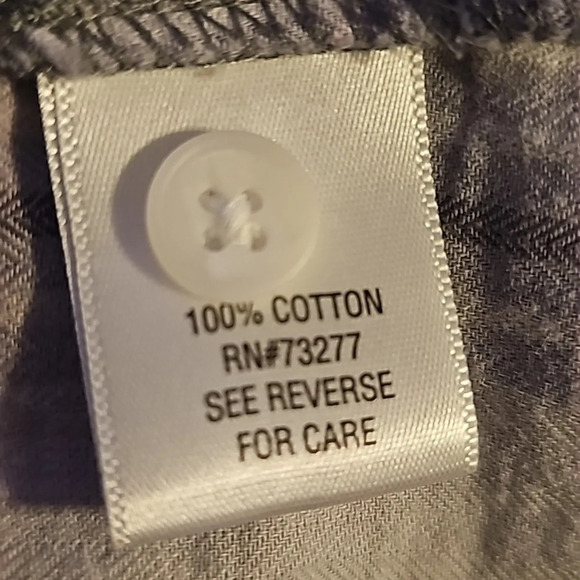 100% COTTON
RN#73277
SEE REVERSE
FOR CARE